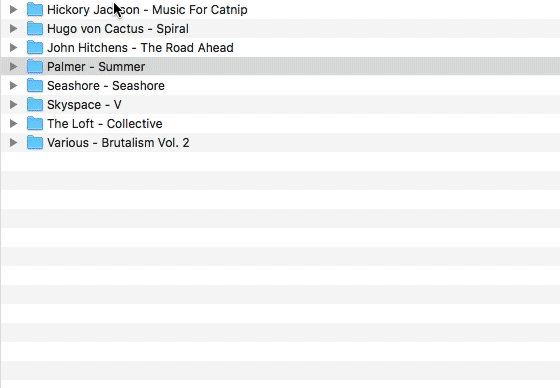 Hickory Jackson - Music For Catnip
Hugo von Cactus - Spiral
John Hitchens - The Road Ahead
Palmer - Summer
Seashore - Seashore
Skyspace - V
The Loft - Collective
Various - Brutalism Vol. 2